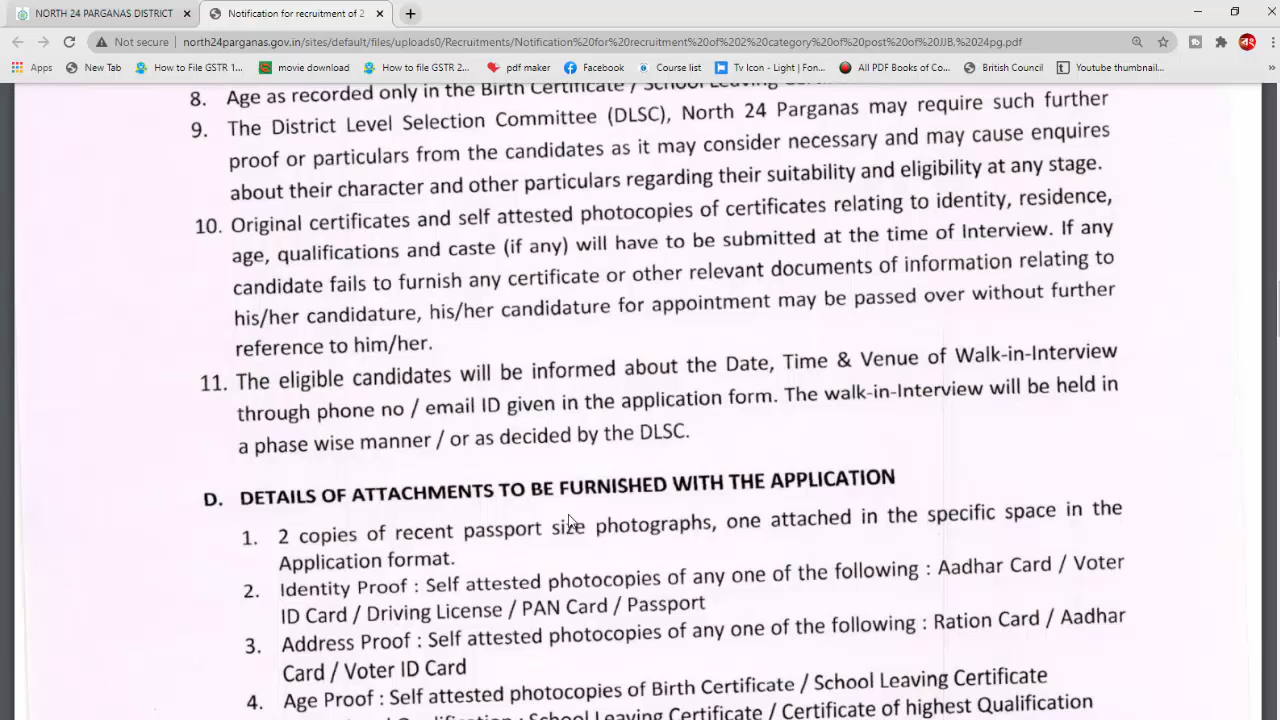 NORTH 24 PARGANAS DISTRICT
Notification for recruitment of 2
Not secure
north24parganas.gov.in/sites/default/files/uploads0/Recruitments/Notification%20for%20recruitment%20of%202%20category%20of%20post%20of%20JJB.%2024pg.pdf
বাং
Apps
New Tab
How to File GSTR 1...
movie download
How to file GSTR 2...
pdf maker
Facebook
Course list
Tv Icon - Light | Fon...
All PDF Books of Co...
British Council
Youtube thumbnail...
8. Age as recorded only in the Birth Certificate / School Leaving
9. The District Level Selection Committee (DLSC), North 24 Parganas may require such further
proof or particulars from the candidates as it may consider necessary and may cause enquires
about their character and other particulars regarding their suitability and eligibility at any stage.
10. Original certificates and self attested photocopies of certificates relating to identity, residence,
age, qualifications and caste (if any) will have to be submitted at the time of Interview. If any
candidate fails to furnish any certificate or other relevant documents of information relating to
his/her candidature, his/her candidature for appointment may be passed over without further
reference to him/her.
11. The eligible candidates will be informed about the Date, Time & Venue of Walk-in-Interview
through phone no / email ID given in the application form. The walk-in-Interview will be held in
a phase wise manner / or as decided by the DLSC.
D. DETAILS OF ATTACHMENTS TO BE FURNISHED WITH THE APPLICATION
1. 2 copies of recent passport size photographs, one attached in the specific space in the
Application format.
2. Identity Proof : Self attested photocopies of any one of the following : Aadhar Card / Voter
ID Card / Driving License / PAN Card / Passport
3. Address Proof : Self attested photocopies of any one of the following : Ration Card / Aadhar
Card / Voter ID Card
4. Age Proof : Self attested photocopies of Birth Certificate / School Leaving Certificate
Qualification : School Leaving Certificate / Certificate of highest Qualification